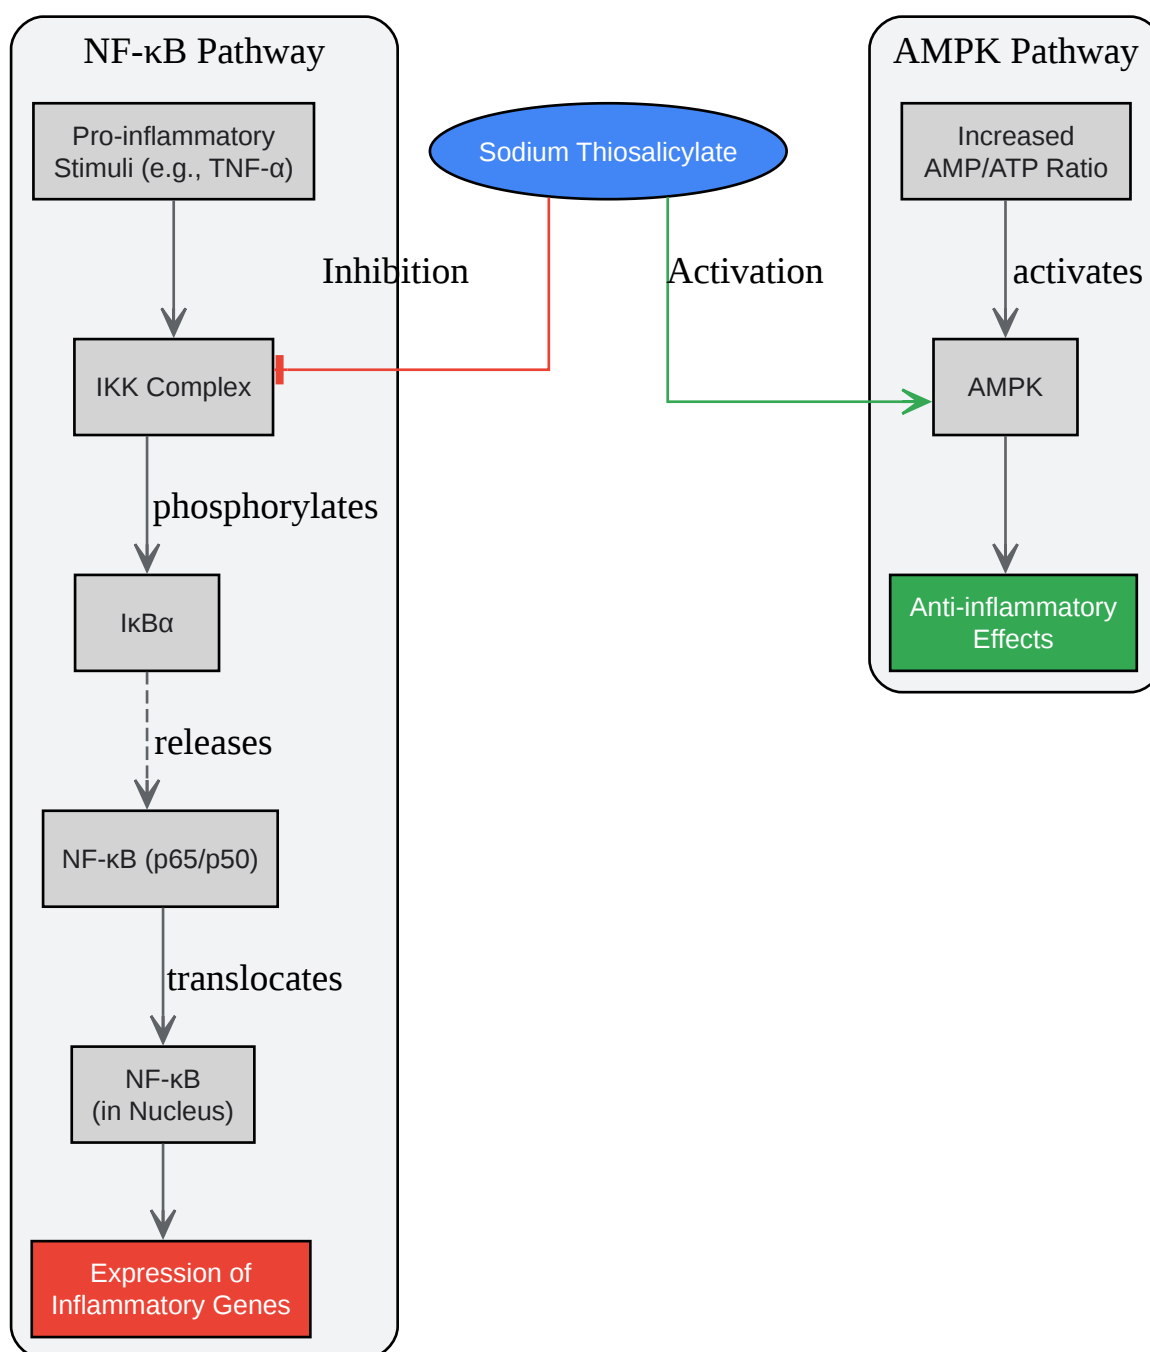 NF-κB Pathway
Pro-inflammatory
Stimuli (e.g., TNF-α)
Inhibition
IKK Complex
phosphorylates
IκBα
releases
NF-κB (p65/p50)
translocates
NF-κB
(in Nucleus)
Expression of
Inflammatory Genes
Sodium Thiosalicylate
Activation
AMPK Pathway
Increased
AMP/ATP Ratio
activates
AMPK
Anti-inflammatory
Effects